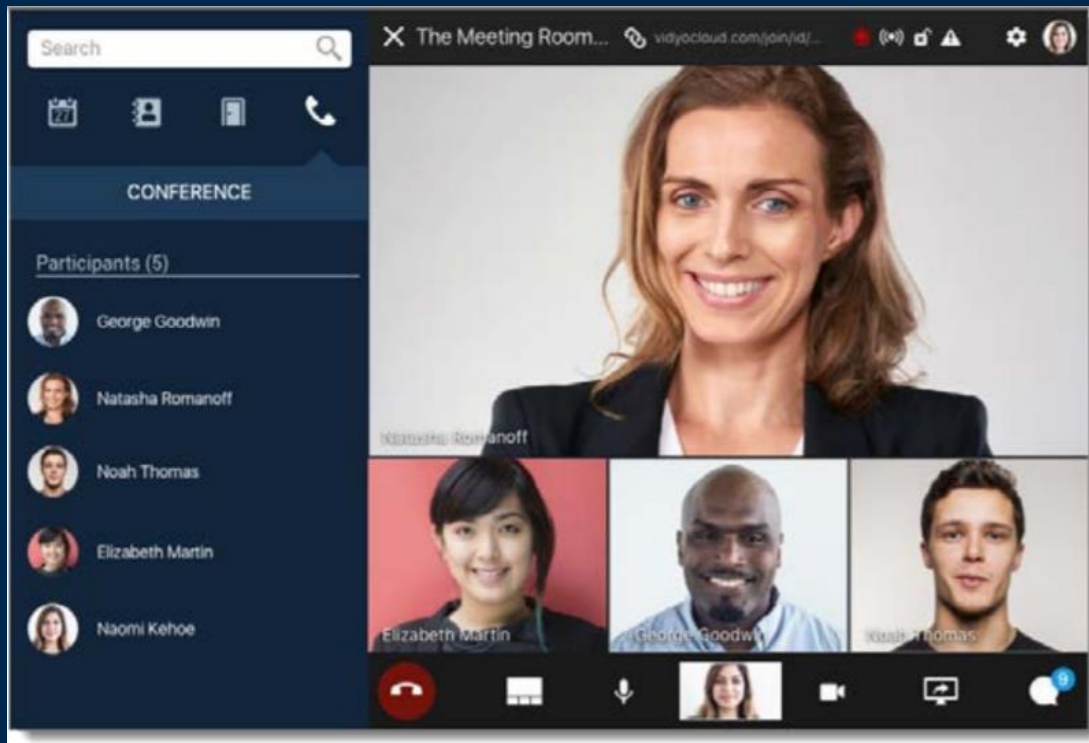 Search
27
CONFERENCE
Participants (5)
George Goodwin
Natasha Romanoff
Noah Thomas
Elizabeth Martin
Naomi Kehoe
The Meeting Room... vidyocloud.com/join/id/...
Natasha Romanoff
Elizabeth Martin
George Goodwin
Noah Thomas
9